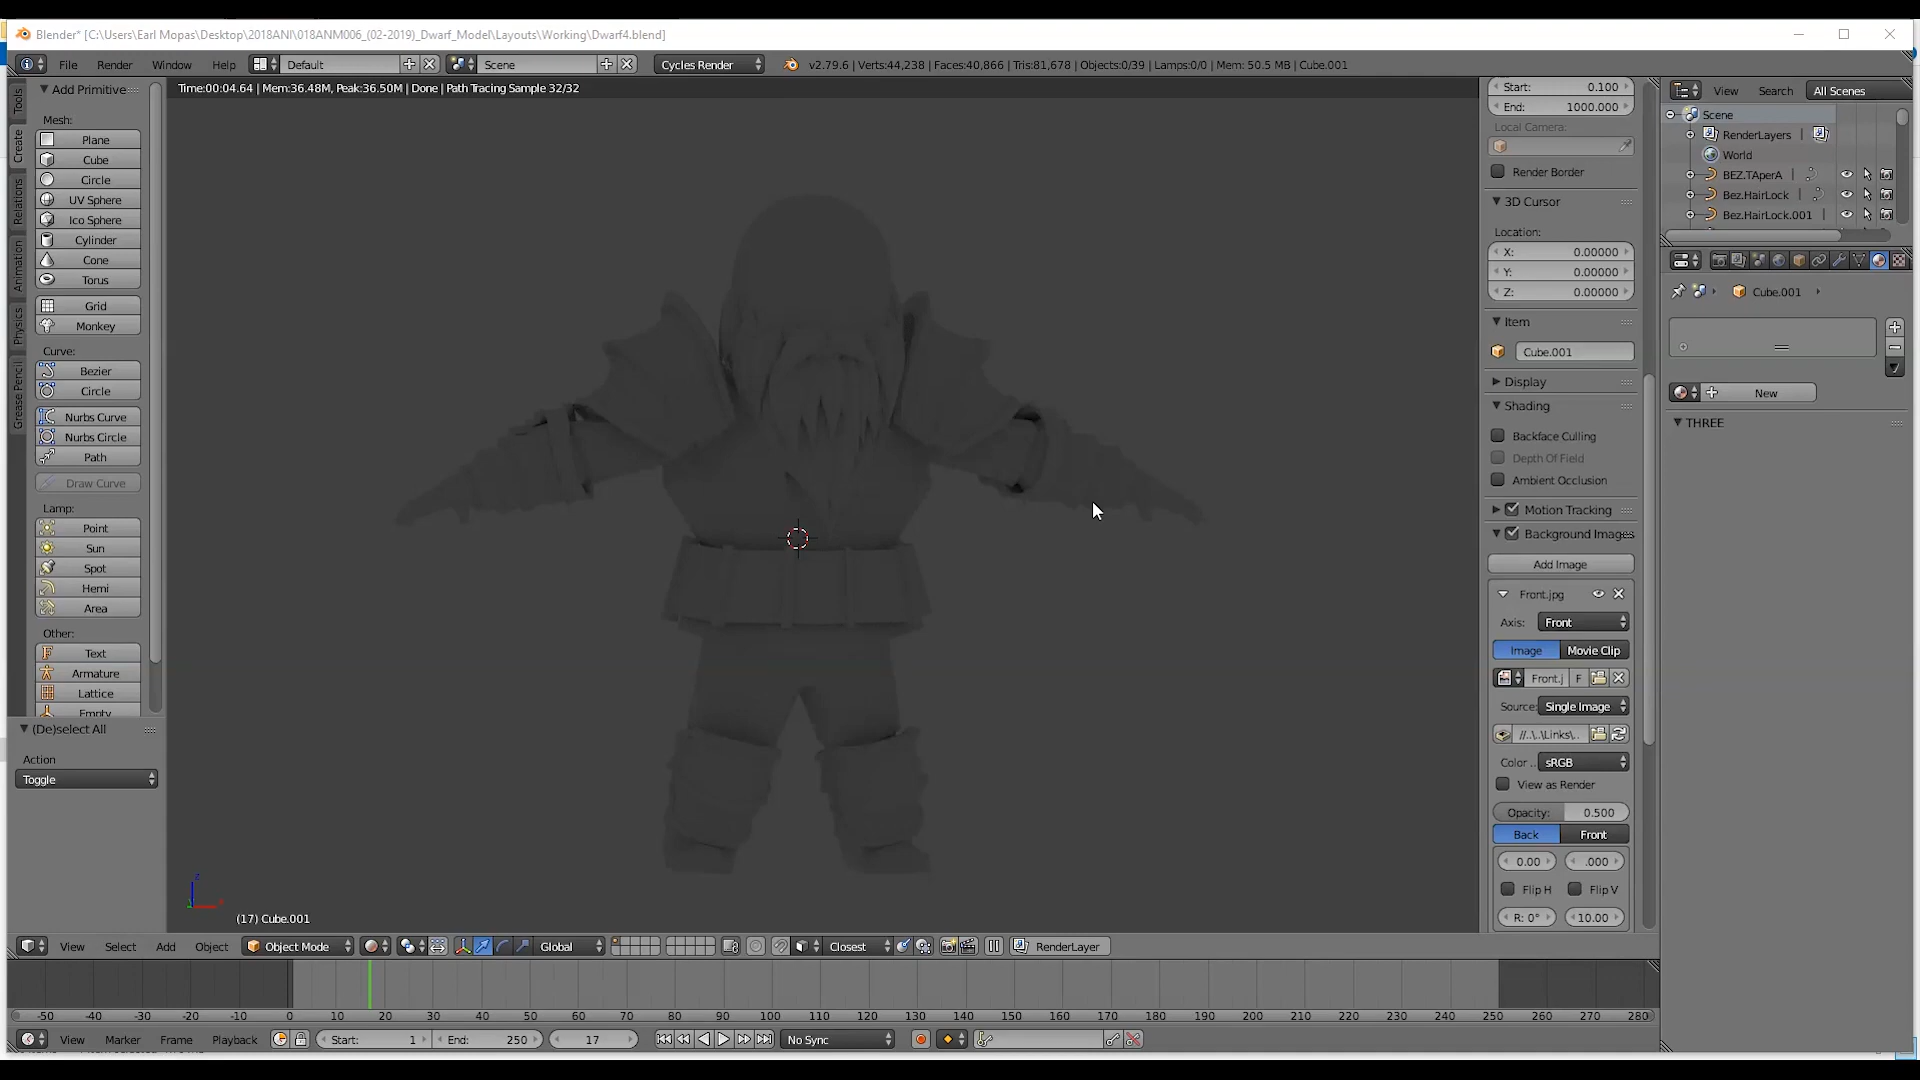 Blender* [C:\Users\Earl Mopas\Desktop\2018ANI\018ANM006_(02-2019)_Dwarf_Model\Layouts\Working\Dwarf4.blend]
File Render Window Help Default Scene Cycles Render v2.79.6 | Verts:44,238 | Faces:40,866 | Tris:81,678 | Objects:0/39 | Lamps:0/0 | Mem: 50.5 MB | Cube.001
Time:00:04.64 | Mem:36.48M, Peak:36.50M | Done | Path Tracing Sample 32/32
Tools
Create
Relations
Animation
Physics
Grease Pencil
Add Primitive
Mesh:
Plane
Cube
Circle
UV Sphere
Ico Sphere
Cylinder
Cone
Torus
Grid
Monkey
Curve:
Bezier
Circle
Nurbs Curve
Nurbs Circle
Path
Draw Curve
Lamp:
Point
Sun
Spot
Hemi
Area
Other:
Text
Armature
Lattice
Empty
(De)select All
Action
Toggle
(17) Cube.001
Start: 0.100
End: 1000.000
Local Camera:
Render Border
3D Cursor
Location:
X: 0.00000
Y: 0.00000
Z: 0.00000
Item
Cube.001
Display
Shading
Backface Culling
Depth Of Field
Ambient Occlusion
Motion Tracking
Background Images
Add Image
Front.jpg
Axis: Front
Image Movie Clip
Front.j F
Source: Single Image
//..\..\Links\..
Color .. sRGB
View as Render
Opacity: 0.500
Back Front
0.00 .000
Flip H Flip V
R: 0° 10.00
View Search All Scenes
Scene
RenderLayers |
World
BEZ.TAperA |
Bez.HairLock |
Bez.HairLock.001 |
Cube.001
New
THREE
View Select Add Object Object Mode Global Closest RenderLayer
-50 -40 -30 -20 -10 0 10 20 30 40 50 60 70 80 90 100 110 120 130 140 150 160 170 180 190 200 210 220 230 240 250 260 270 280
View Marker Frame Playback Start: 1 End: 250 17 No Sync